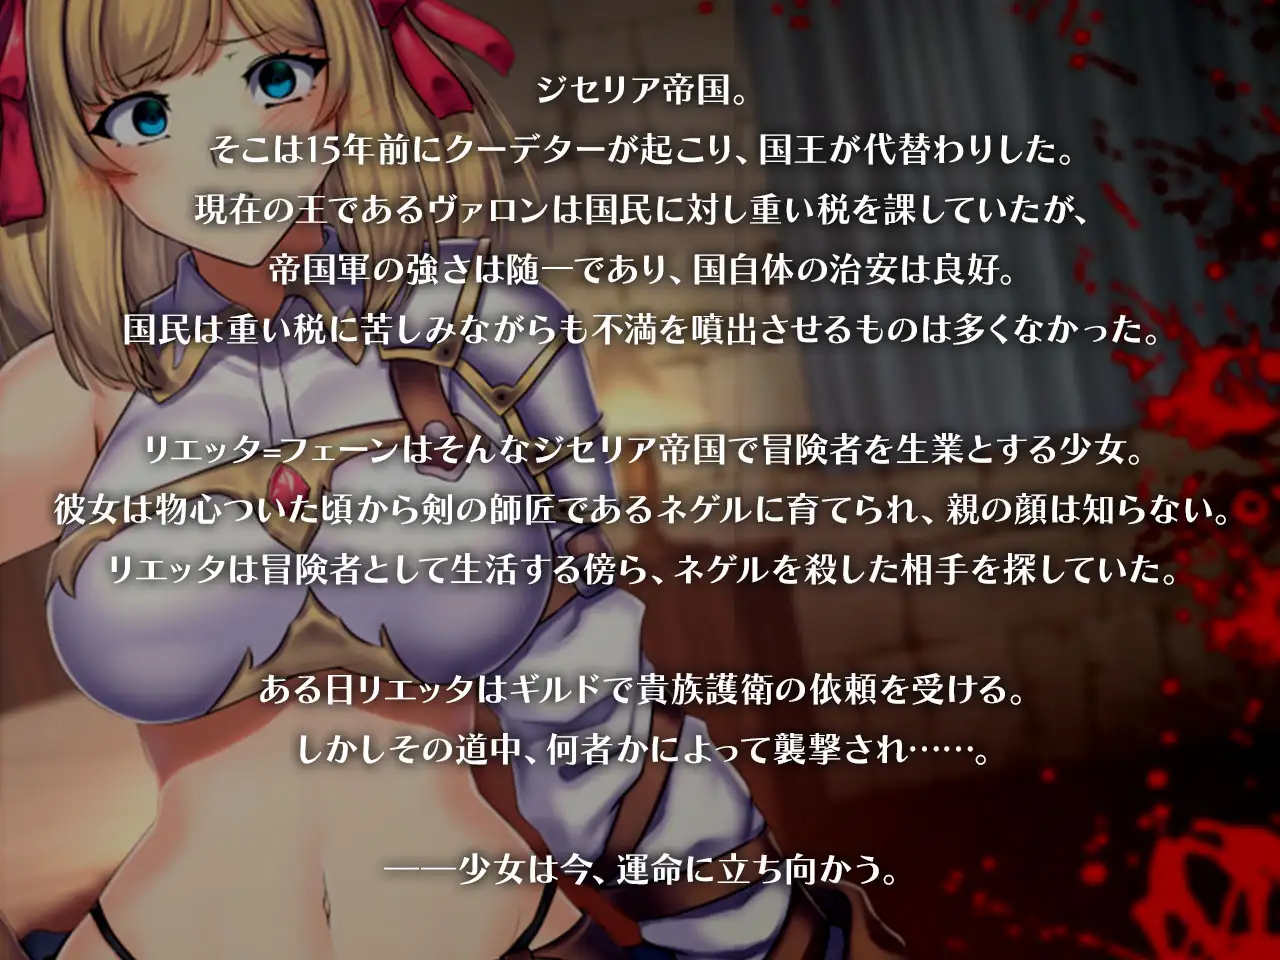 ジセリア帝国。
そこは15年前にクーデターが起こり、国王が代替わりした。
現在の王であるヴァロンは国民に対し重い税を課していたが、
帝国軍の強さは随一であり、国自体の治安は良好。
国民は重い税に苦しみながらも不満を噴出させるものは多くなかった。
リエッタ=フェーンはそんなジセリア帝国で冒険者を生業とする少女。
彼女は物心ついた頃から剣の師匠であるネゲルに育てられ、親の顔は知らない。
リエッタは冒険者として生活する傍ら、ネゲルを殺した相手を探していた。
ある日リエッタはギルドで貴族護衛の依頼を受ける。
しかしその道中、何者かによって襲撃され……。
――少女は今、運命に立ち向かう。